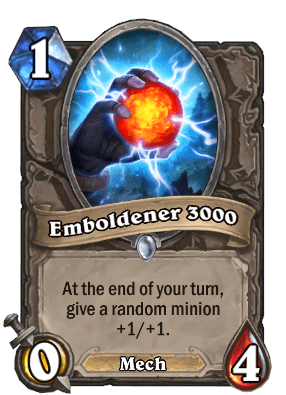 1
Emboldener 3000
At the end of your turn,
give a random minion
+1/+1.
0
Mech
4